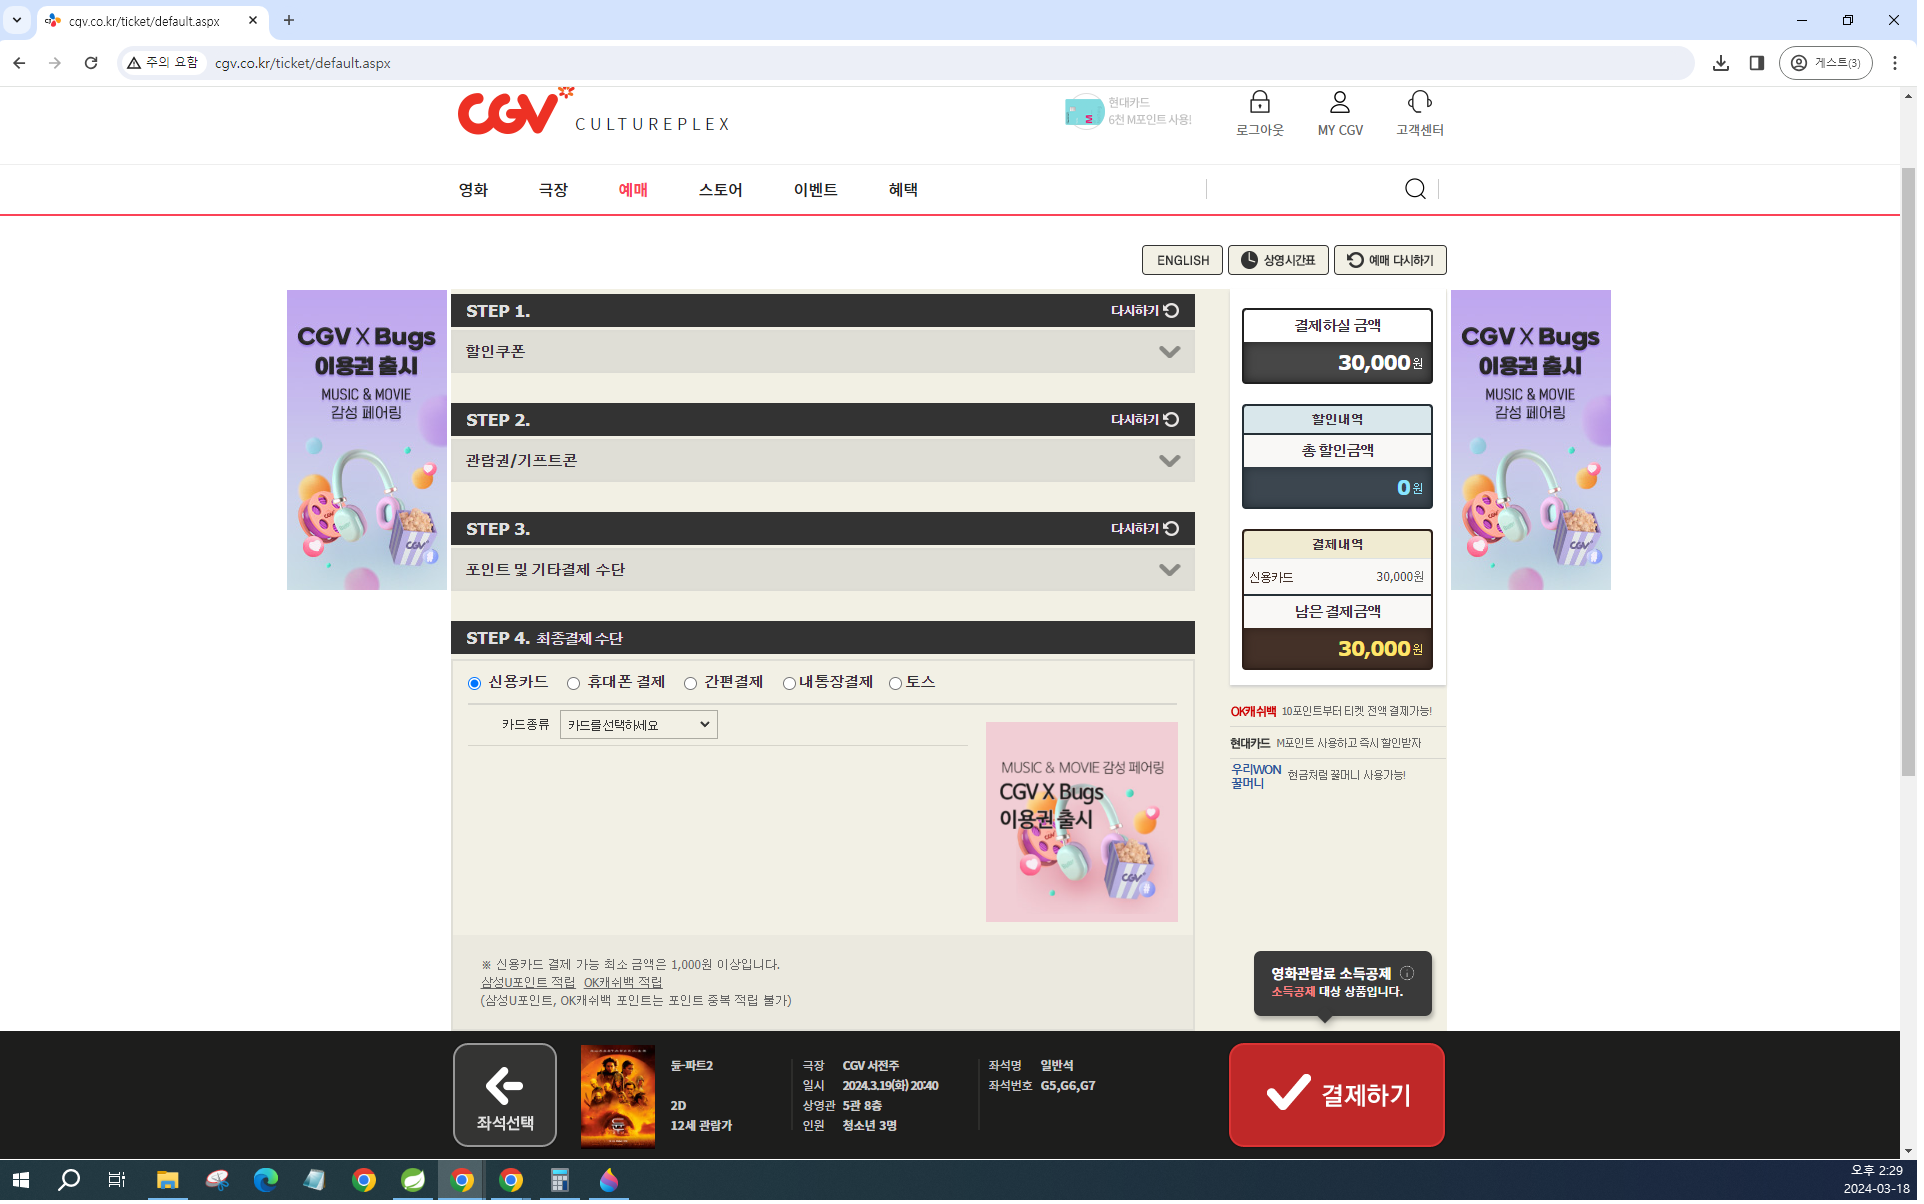 cgv.co.kr/ticket/default.aspx
주의 요함
cgv.co.kr/ticket/default.aspx
게스트(3)
CGV
CULTUREPLEX
현대카드
6천 M포인트 사용!
로그아웃
MY CGV
고객센터
영화
극장
예매
스토어
이벤트
혜택
ENGLISH
상영시간표
예매 다시하기
CGV X Bugs
이용권 출시
MUSIC & MOVIE
감성 페어링
CGV
STEP 1.
다시하기
할인쿠폰
STEP 2.
다시하기
관람권/기프트콘
STEP 3.
다시하기
포인트 및 기타결제 수단
STEP 4. 최종결제 수단
신용카드
휴대폰 결제
간편결제
내통장결제
토스
카드종류
카드를 선택하세요
MUSIC & MOVIE 감성 페어링
CGV X Bugs
이용권 출시
CGV
※ 신용카드 결제 가능 최소 금액은 1,000원 이상입니다.
삼성U포인트 적립 OK캐쉬백 적립
(삼성U포인트, OK캐쉬백 포인트는 포인트 중복 적립 불가)
결제하실 금액
30,000원
할인내역
총 할인금액
0원
결제내역
신용카드 30,000원
남은 결제금액
30,000원
OK캐쉬백 10포인트부터 티켓 전액 결제가능!
현대카드 M포인트 사용하고 즉시 할인받자
우리WON
꿀머니
현금처럼 꿀머니 사용가능!
CGV X Bugs
이용권 출시
MUSIC & MOVIE
감성 페어링
CGV
영화관람료 소득공제
소득공제 대상 상품입니다.
좌석선택
듄-파트2
2D
12세 관람가
극장 CGV 서전주
일시 2024.3.19(화) 20:40
상영관 5관 8층
인원 청소년 3명
좌석명 일반석
좌석번호 G5,G6,G7
결제하기
오후 2:29
2024-03-18